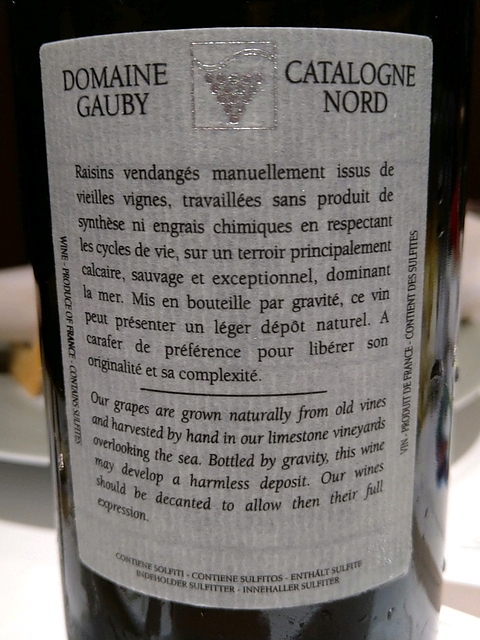 DOMAINE GAUBY
CATALOGNE NORD
Raisins vendangés manuellement issus de
vieilles vignes, travaillées sans produit de
synthèse ni engrais chimiques en respectant
les cycles de vie, sur un terroir principalement
calcaire, sauvage et exceptionnel, dominant
la mer. Mis en bouteille par gravité, ce vin
peut présenter un léger dépôt naturel. A
carafer de préférence pour libérer son
originalité et sa complexité.
Our grapes are grown naturally from old vines
and harvested by hand in our limestone vineyards
overlooking the sea. Bottled by gravity, this wine
may develop a harmless deposit. Our wines
should be decanted to allow then their full
expression.
CONTIENE SOLFITI - CONTIENE SULFITOS - ENTHÄLT SULFITE
INDEHOLDER SULFITTER - INNEHALLER SULFITER
WINE - PRODUCE OF FRANCE - CONTAINS SULFITES
VIN - PRODUIT DE FRANCE - CONTIENT DES SULFITES